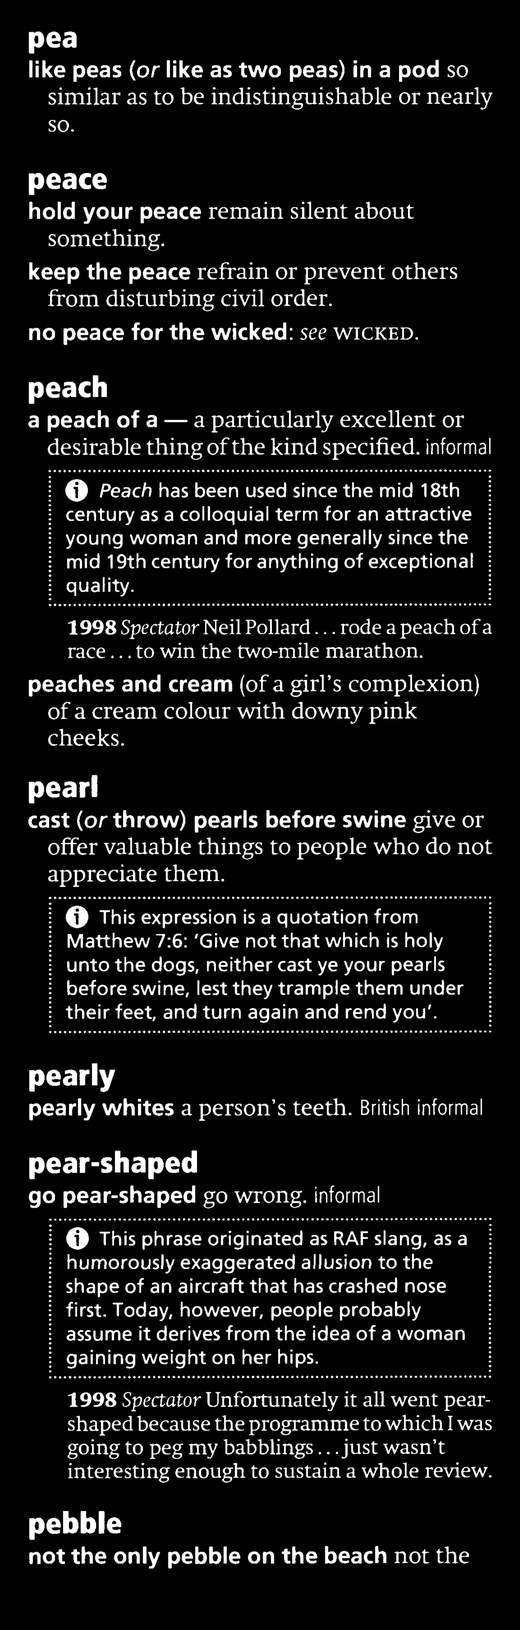 pea
like peas (or like as two peas) in a pod so
similar as to be indistinguishable or nearly
so.
peace
hold your peace remain silent about
something.
keep the peace refrain or prevent others
from disturbing civil order.
no peace for the wicked: see WICKED.
peach
a peach of a — a particularly excellent or
desirable thing of the kind specified. informal
Peach has been used since the mid 18th
century as a colloquial term for an attractive
young woman and more generally since the
mid 19th century for anything of exceptional
quality.
1998 Spectator Neil Pollard . . . rode a peach of a
race . . . to win the two-mile marathon.
peaches and cream (of a girl's complexion)
of a cream colour with downy pink
cheeks.
pearl
cast (or throw) pearls before swine give or
offer valuable things to people who do not
appreciate them.
This expression is a quotation from
Matthew 7:6: 'Give not that which is holy
unto the dogs, neither cast ye your pearls
before swine, lest they trample them under
their feet, and turn again and rend you'.
pearly
pearly whites a person's teeth. British informal
pear-shaped
go pear-shaped go wrong. informal
This phrase originated as RAF slang, as a
humorously exaggerated allusion to the
shape of an aircraft that has crashed nose
first. Today, however, people probably
assume it derives from the idea of a woman
gaining weight on her hips.
1998 Spectator Unfortunately it all went pear-
shaped because the programme to which I was
going to peg my babblings . . . just wasn't
interesting enough to sustain a whole review.
pebble
not the only pebble on the beach not the